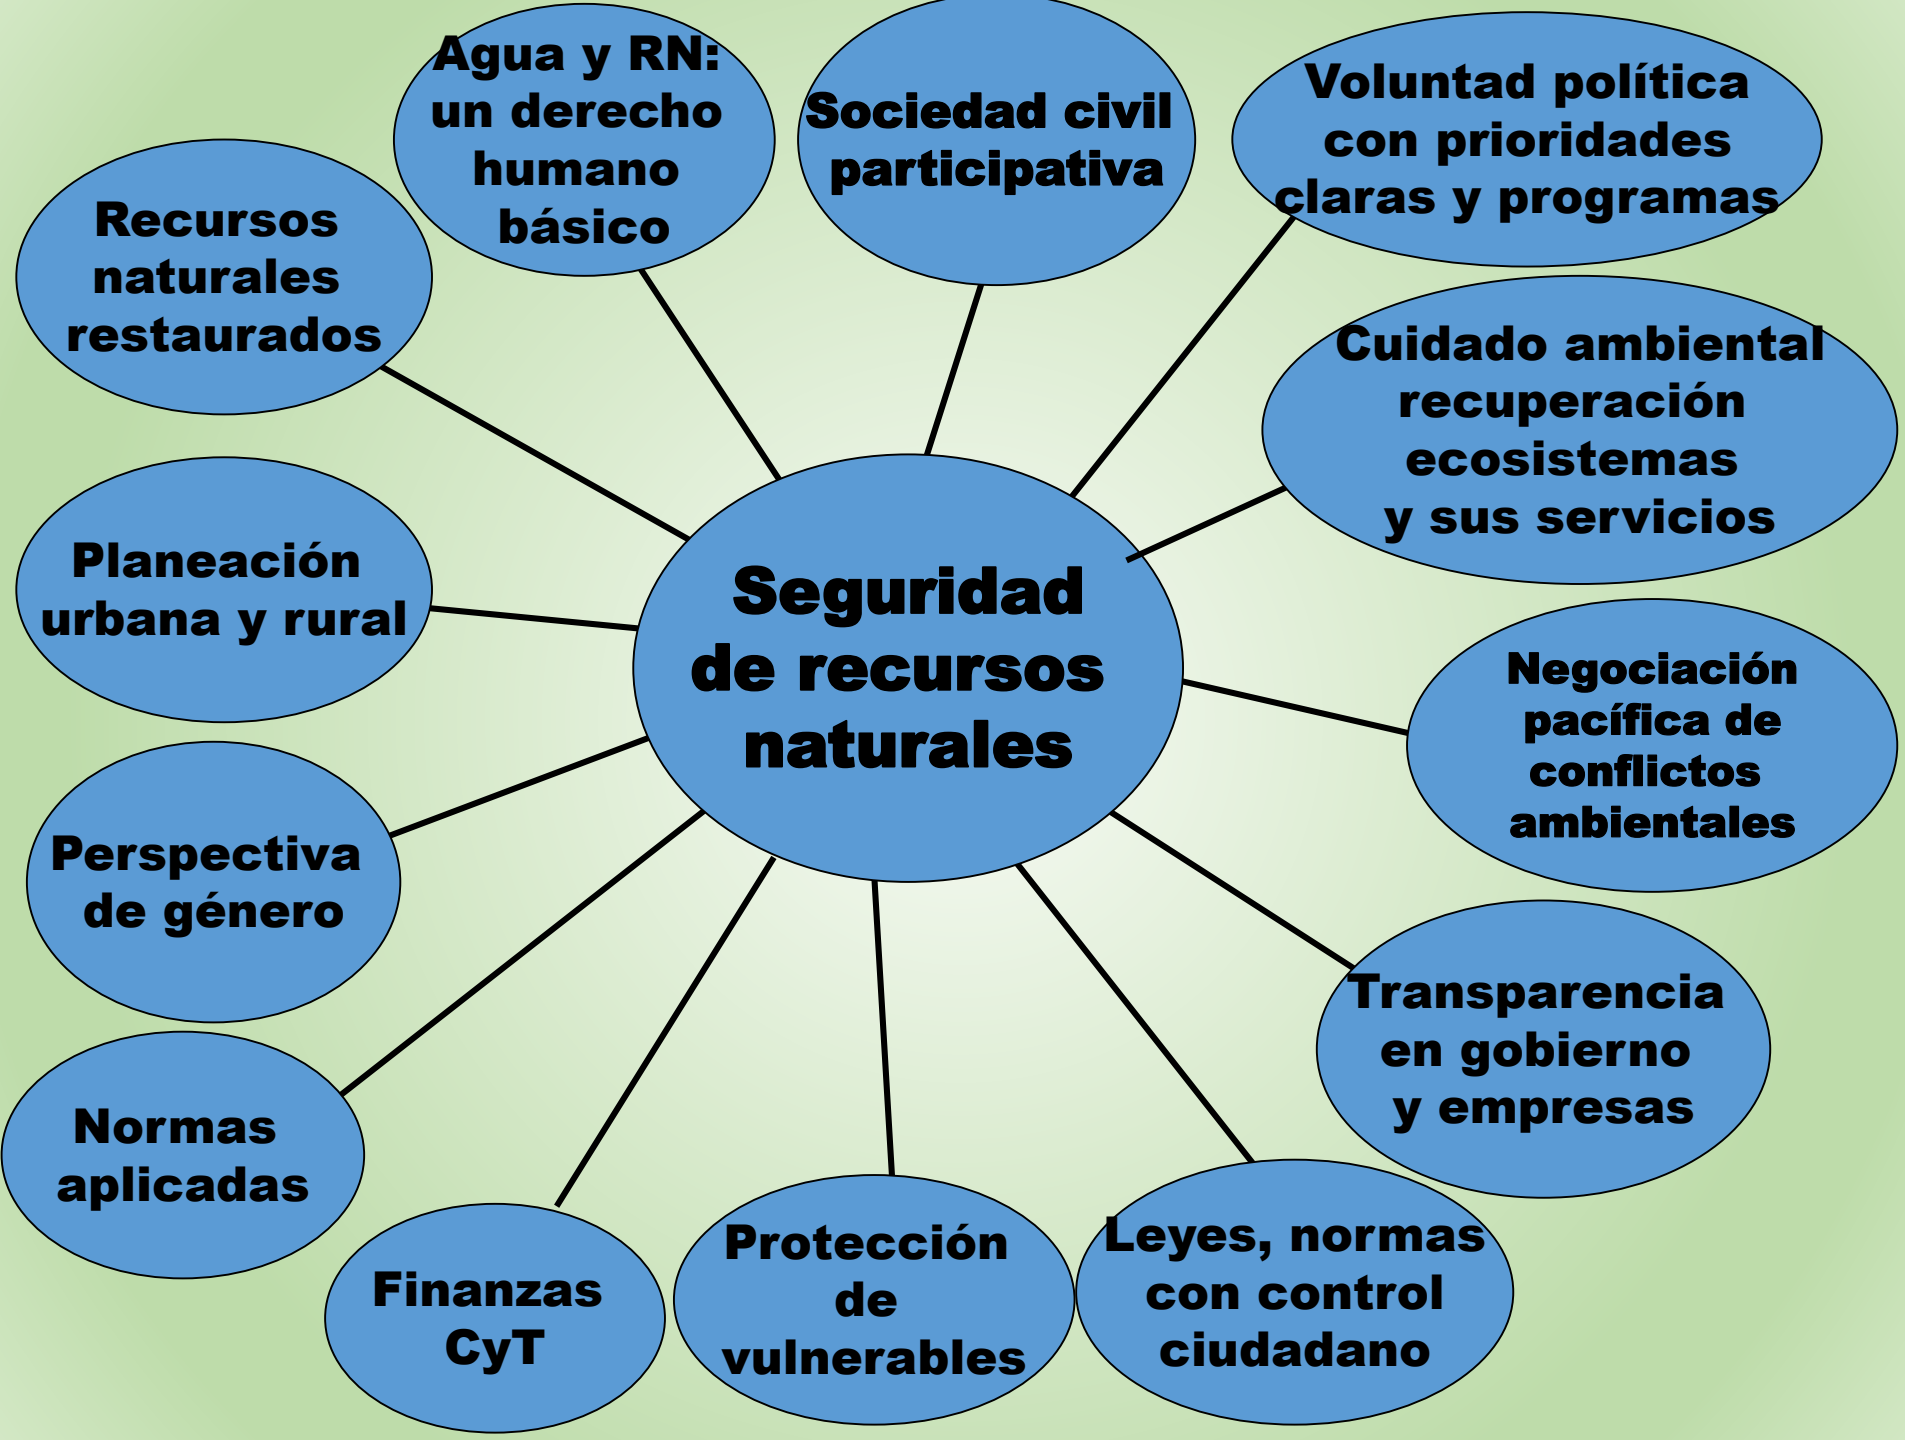 Agua y RN:
un derecho
humano
básico
Sociedad civil
participativa
Voluntad política
con prioridades
claras y programas
Recursos
naturales
restaurados
Cuidado ambiental
recuperación
ecosistemas
y sus servicios
Planeación
urbana y rural
Seguridad
de recursos
naturales
Negociación
pacífica de
conflictos
ambientales
Perspectiva
de género
Transparencia
en gobierno
y empresas
Normas
aplicadas
Finanzas
CyT
Protección
de
vulnerables
Leyes, normas
con control
ciudadano